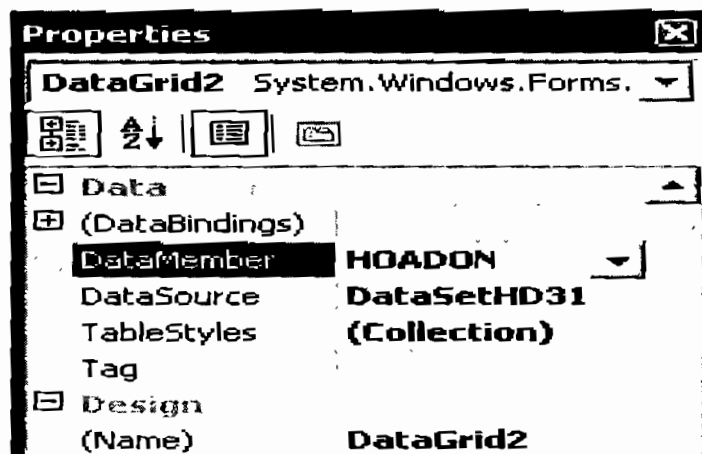 Properties
DataGrid2 System.Windows.Forms.
Data
(DataBindings)
DataMember HOADON
DataSource DataSetHD31
TableStyles (Collection)
Tag
Design
(Name) DataGrid2